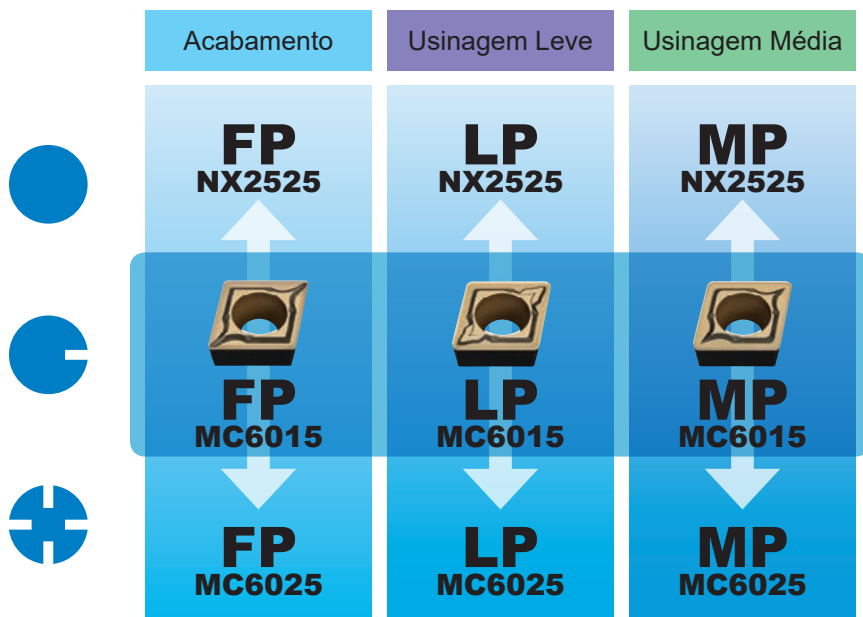 Acabamento
Usinagem Leve
Usinagem Média
FP
NX2525
LP
NX2525
MP
NX2525
FP
MC6015
LP
MC6015
MP
MC6015
FP
MC6025
LP
MC6025
MP
MC6025